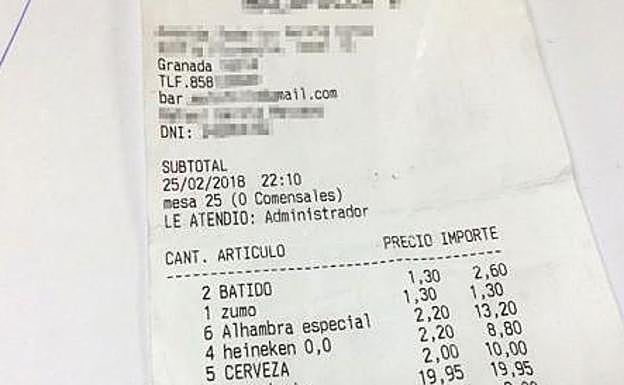 Granada
TLF.858
bar mail.com
DNI:
SUBTOTAL
25/02/2018 22:10
mesa 25 (0 Comensales)
LE ATENDIO: Administrador
CANT. ARTICULO PRECIO IMPORTE
2 BATIDO 1,30 2,60
1 zumo 1,30 1,30
6 Alhambra especial 2,20 13,20
4 heineken 0,0 2,20 8,80
5 CERVEZA 2,00 10,00
19,95 19,95